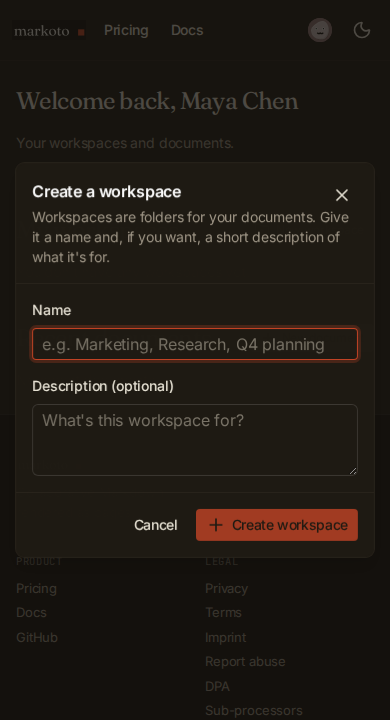 markoto
Pricing
Docs
Welcome back, Maya Chen
Your workspaces and documents.
Create a workspace
Workspaces are folders for your documents. Give
it a name and, if you want, a short description of
what it's for.
Name
e.g. Marketing, Research, Q4 planning
Description (optional)
What's this workspace for?
Cancel
Create workspace
PRODUCT
Pricing
Docs
GitHub
LEGAL
Privacy
Terms
Imprint
Report abuse
DPA
Sub-processors